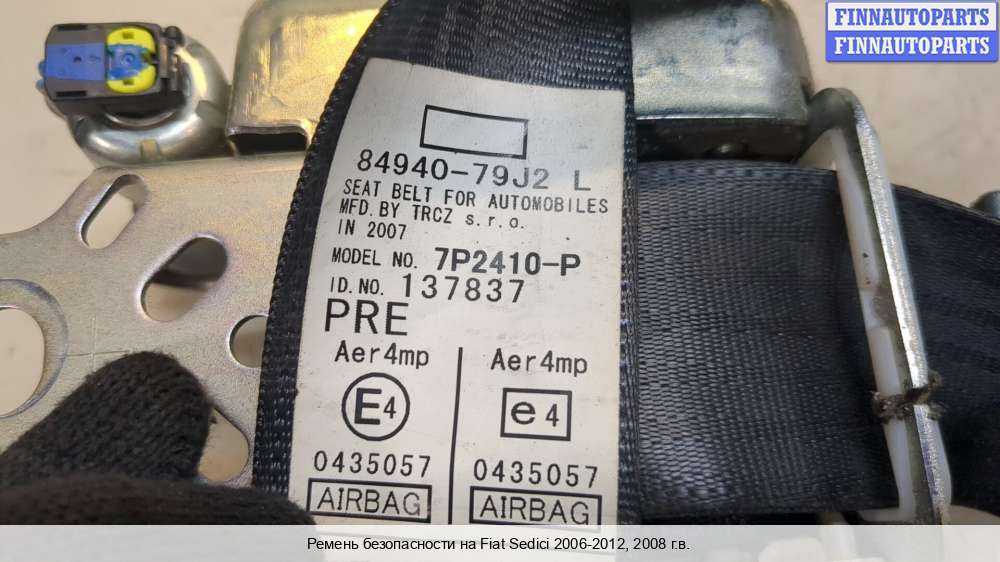 FINNAUTOPARTS
FINNAUTOPARTS
84940-79J2 L
SEAT BELT FOR AUTOMOBILES
MFD. BY TRCZ s.r.o.
IN 2007
MODEL NO. 7P2410-P
ID. NO. 137837
PRE
Aer4mp
E4
0435057
AIRBAG
Aer4mp
e4
0435057
AIRBAG
Ремень безопасности на Fiat Sedici 2006-2012, 2008 г.в.